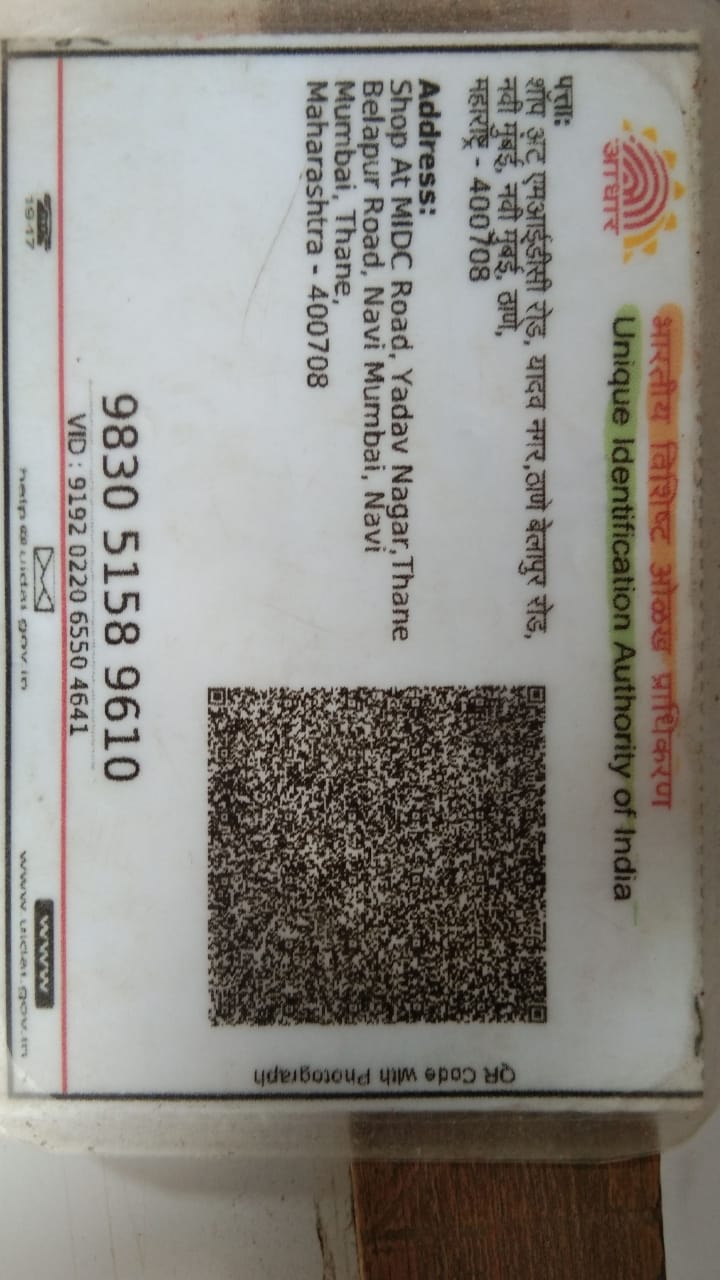 आधार
भारतीय विशिष्ट ओळख प्राधिकरण
Unique Identification Authority of India
पत्ता:
शॉप अंट एमआईडीसी रोड, यादव नगर,ठाणे बेलापुर रोड,
नवी मुंबई, नवी मुंबई, ठाणे,
महाराष्ट्र - 400708
Address:
Shop At MIDC Road, Yadav Nagar,Thane
Belapur Road, Navi Mumbai, Navi
Mumbai, Thane,
Maharashtra - 400708
QR Code with Photograph
9830 5158 9610
VID : 9192 0220 6550 4641
1947
help@uidai.gov.in
www
www.uidai.gov.in